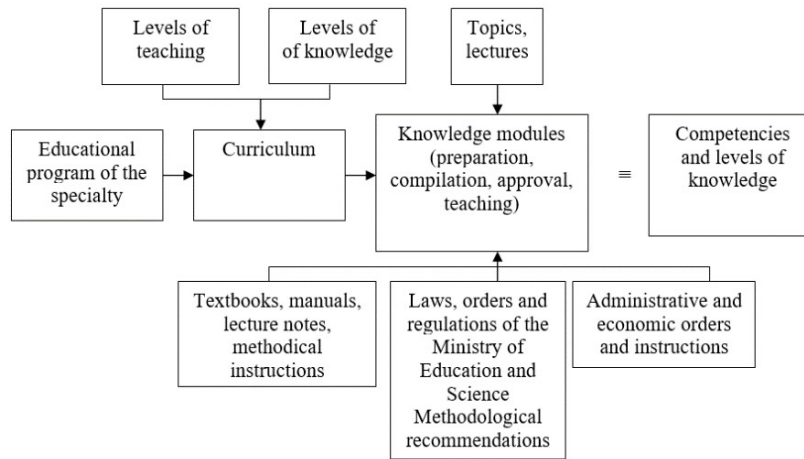 Levels of
teaching
Levels of
of knowledge
Topics,
lectures
Educational
program of the
specialty
Curriculum
Knowledge modules
(preparation,
compilation, approval,
teaching)
≡
Competencies
and levels of
knowledge
Textbooks, manuals,
lecture notes,
methodical
instructions
Laws, orders and
regulations of the
Ministry of
Education and
Science
Methodological
recommendations
Administrative and
economic orders
and instructions